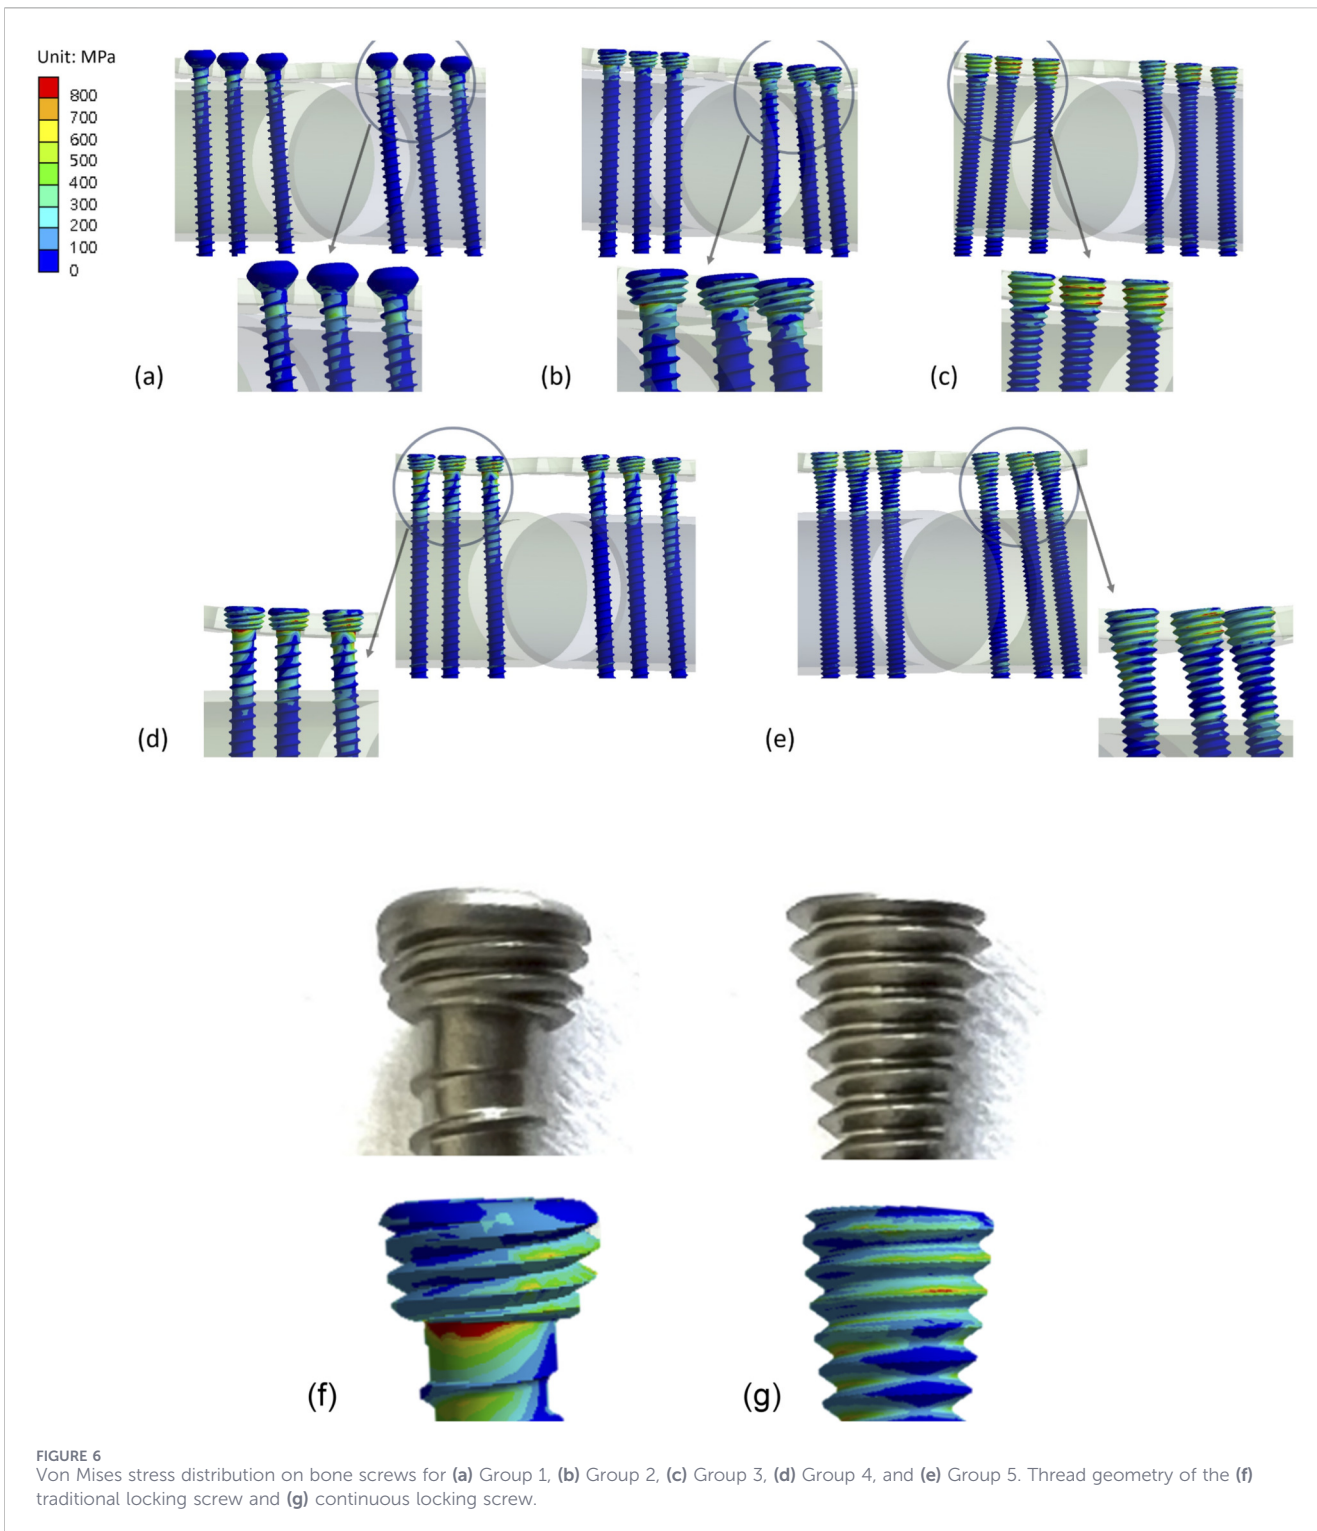 Unit: MPa
800
700
600
500
400
300
200
100
0
(a)
(b)
(c)
(d)
(e)
(f)
(g)
FIGURE 6
Von Mises stress distribution on bone screws for (a) Group 1, (b) Group 2, (c) Group 3, (d) Group 4, and (e) Group 5. Thread geometry of the (f)
traditional locking screw and (g) continuous locking screw.